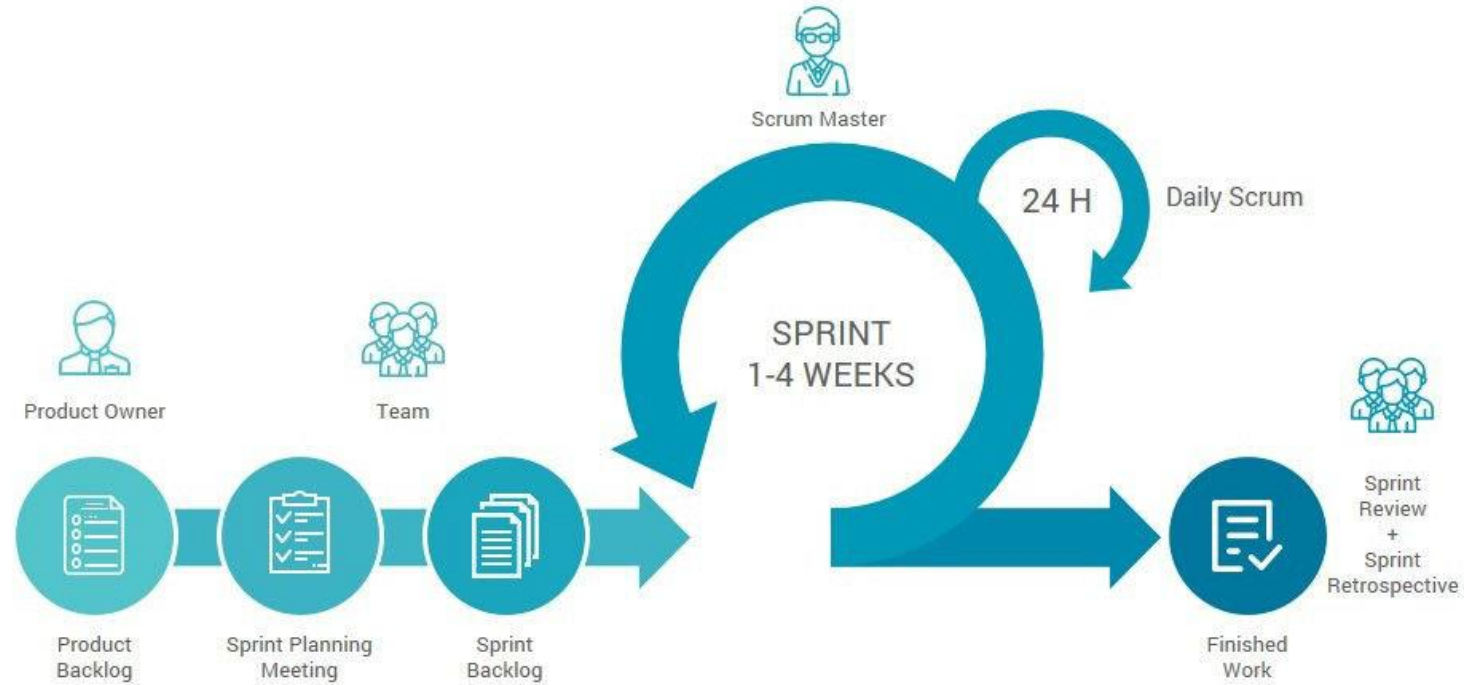 Scrum Master
24 H
Daily Scrum
SPRINT
1-4 WEEKS
Product Owner
Team
Product
Backlog
Sprint Planning
Meeting
Sprint
Backlog
Finished
Work
Sprint
Review
+
Sprint
Retrospective